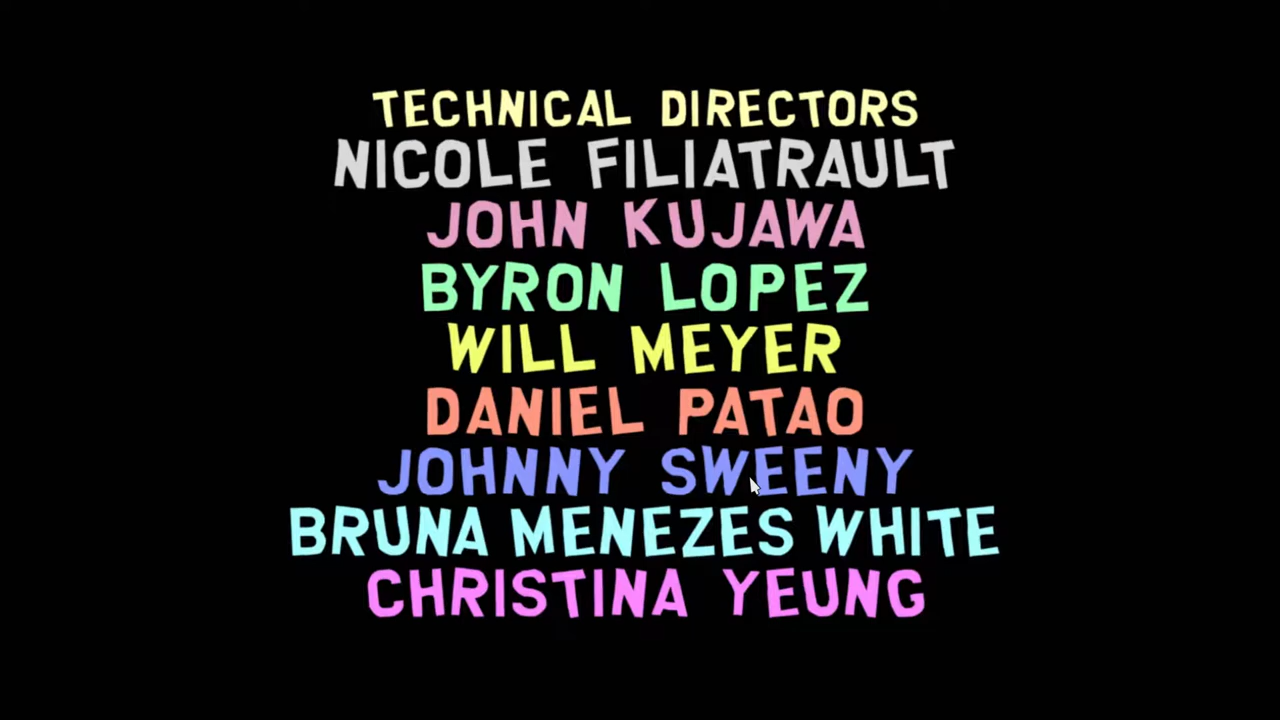 TECHNICAL DIRECTORS
NICOLE FILIATRAULT
JOHN KUJAWA
BYRON LOPEZ
WILL MEYER
DANIEL PATAO
JOHNNY SWEENY
BRUNA MENEZES WHITE
CHRISTINA YEUNG